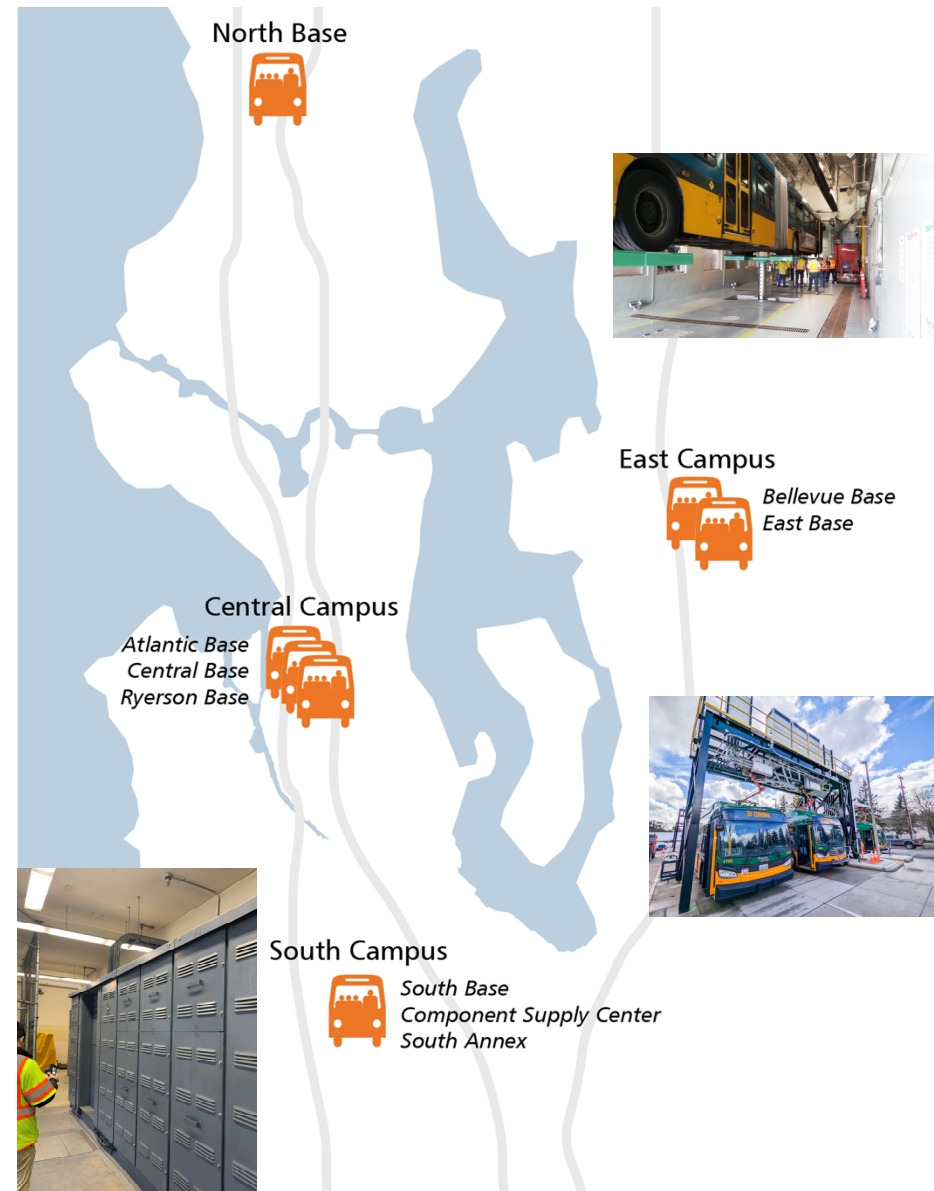 North Base
East Campus
Bellevue Base
East Base
Central Campus
Atlantic Base
Central Base
Ryerson Base
South Campus
South Base
Component Supply Center
South Annex